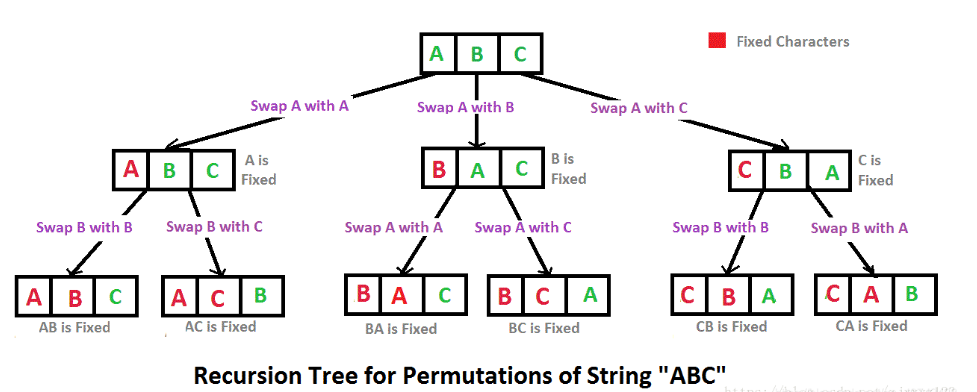 A B C
Fixed Characters
Swap A with A
Swap A with B
Swap A with C
A B C
A is
Fixed
B A C
B is
Fixed
C B A
C is
Fixed
Swap B with B
Swap B with C
Swap A with A
Swap A with C
Swap B with B
Swap B with A
A B C
A C B
B A C
B C A
C B A
C A B
AB is Fixed
AC is Fixed
BA is Fixed
BC is Fixed
CB is Fixed
CA is Fixed
Recursion Tree for Permutations of String "ABC"